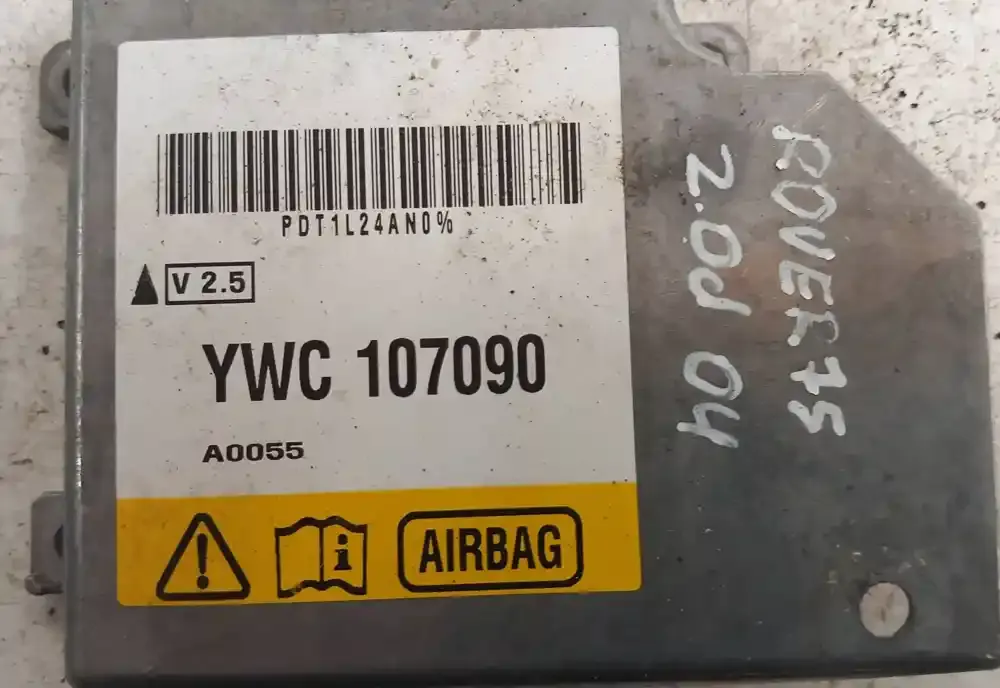 PDT1L24AN0%
V 2.5
YWC 107090
A0055
i AIRBAG
ROVER 75
2.0d 04